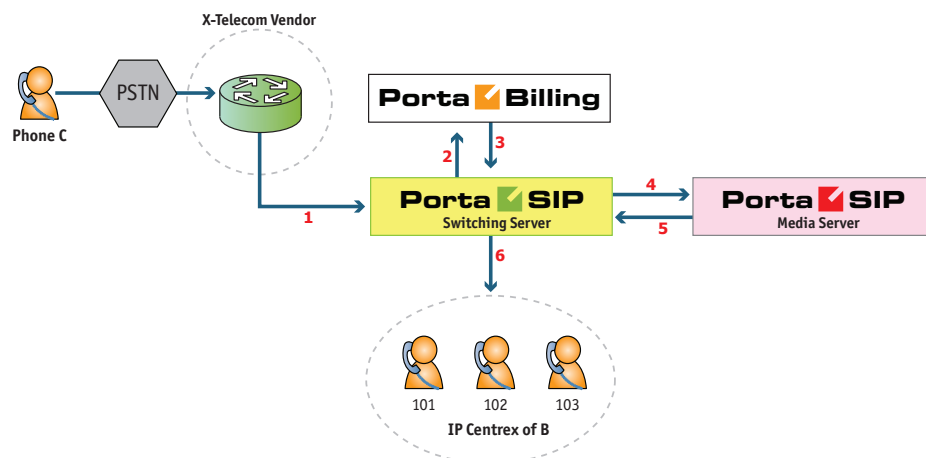 X-Telecom Vendor
PSTN
Phone C
Porta Billing
2
3
1
Porta SIP
Switching Server
4
5
Porta SIP
Media Server
6
101
102
103
IP Centrex of B